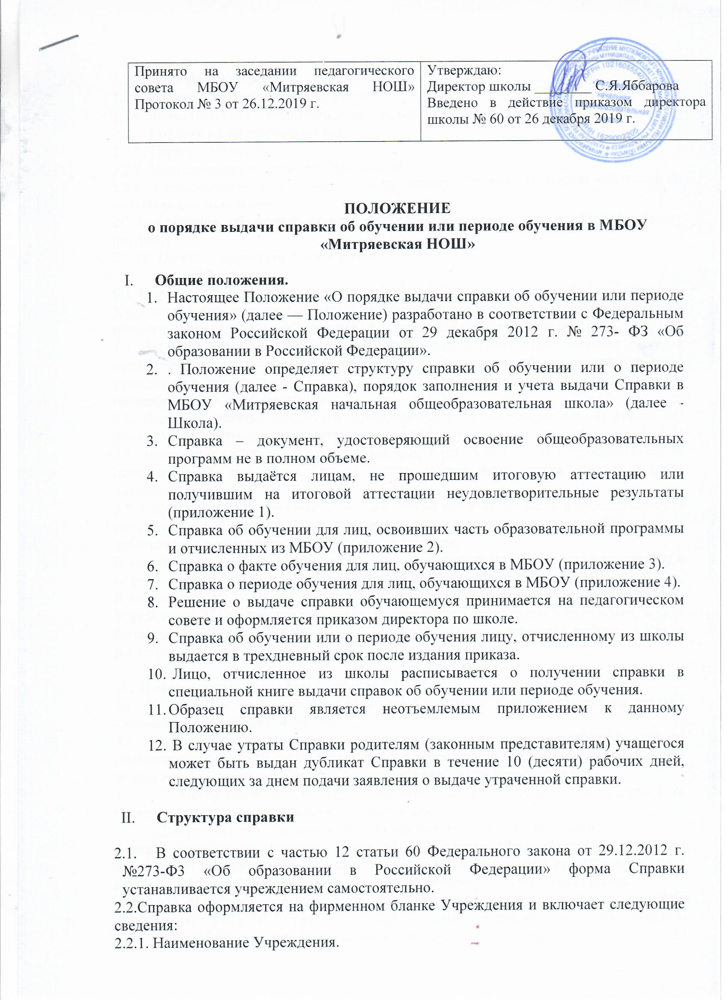 Принято на заседании педагогического
совета МБОУ «Митряевская НОШ»
Протокол № 3 от 26.12.2019 г.
Утверждаю:
Директор школы ________ С.Я.Яббарова
Введено в действие приказом директора
школы № 60 от 26 декабря 2019 г.
начальная
ИНН 1629002205
ПОЛОЖЕНИЕ
о порядке выдачи справки об обучении или периоде обучения в МБОУ
«Митряевская НОШ»
I. Общие положения.
1. Настоящее Положение «О порядке выдачи справки об обучении или периоде
обучения» (далее — Положение) разработано в соответствии с Федеральным
законом Российской Федерации от 29 декабря 2012 г. № 273- ФЗ «Об
образовании в Российской Федерации».
2. . Положение определяет структуру справки об обучении или о периоде
обучения (далее - Справка), порядок заполнения и учета выдачи Справки в
МБОУ «Митряевская начальная общеобразовательная школа» (далее -
Школа).
3. Справка – документ, удостоверяющий освоение общеобразовательных
программ не в полном объеме.
4. Справка выдаётся лицам, не прошедшим итоговую аттестацию или
получившим на итоговой аттестации неудовлетворительные результаты
(приложение 1).
5. Справка об обучении для лиц, освоивших часть образовательной программы
и отчисленных из МБОУ (приложение 2).
6. Справка о факте обучения для лиц, обучающихся в МБОУ (приложение 3).
7. Справка о периоде обучения для лиц, обучающихся в МБОУ (приложение 4).
8. Решение о выдаче справки обучающемуся принимается на педагогическом
совете и оформляется приказом директора по школе.
9. Справка об обучении или о периоде обучения лицу, отчисленному из школы
выдается в трехдневный срок после издания приказа.
10. Лицо, отчисленное из школы расписывается о получении справки в
специальной книге выдачи справок об обучении или периоде обучения.
11. Образец справки является неотъемлемым приложением к данному
Положению.
12. В случае утраты Справки родителям (законным представителям) учащегося
может быть выдан дубликат Справки в течение 10 (десяти) рабочих дней,
следующих за днем подачи заявления о выдаче утраченной справки.
II. Структура справки
2.1. В соответствии с частью 12 статьи 60 Федерального закона от 29.12.2012 г.
№273-ФЗ «Об образовании в Российской Федерации» форма Справки
устанавливается учреждением самостоятельно.
2.2.Справка оформляется на фирменном бланке Учреждения и включает следующие
сведения:
2.2.1. Наименование Учреждения.